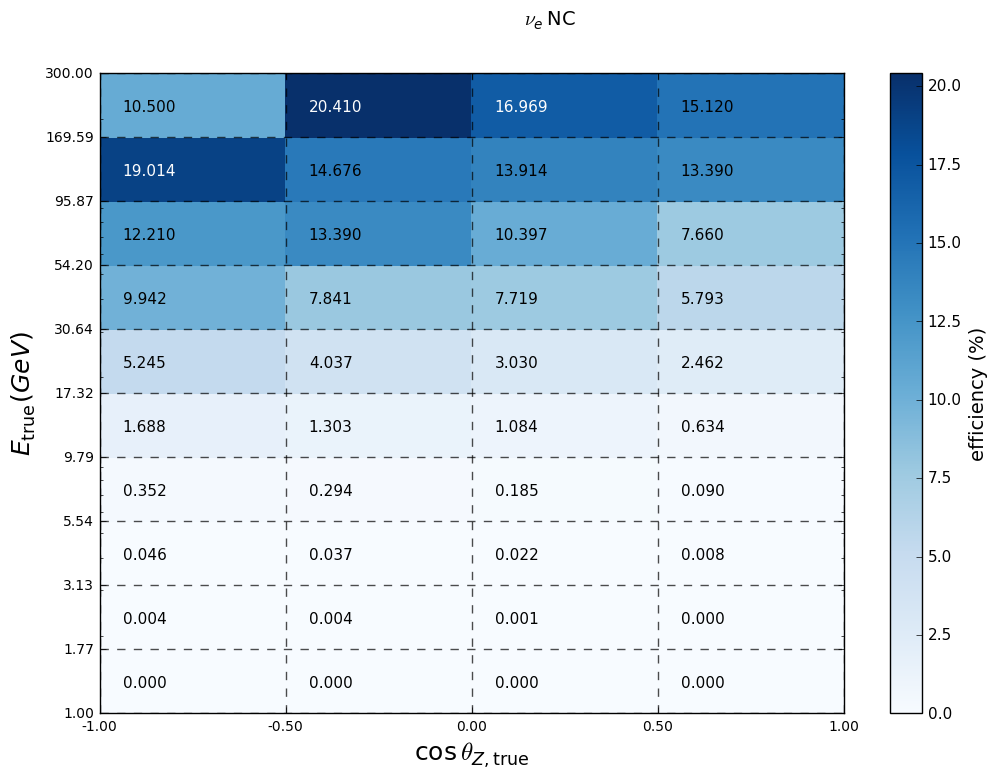 ν_e NC
300.00
10.500 20.410 16.969 15.120
169.59
19.014 14.676 13.914 13.390
95.87
12.210 13.390 10.397 7.660
54.20
9.942 7.841 7.719 5.793
30.64
5.245 4.037 3.030 2.462
17.32
1.688 1.303 1.084 0.634
9.79
0.352 0.294 0.185 0.090
5.54
0.046 0.037 0.022 0.008
3.13
0.004 0.004 0.001 0.000
1.77
0.000 0.000 0.000 0.000
1.00
-1.00 -0.50 0.00 0.50 1.00
E_true (GeV)
cos θ_Z, true
20.0
17.5
15.0
12.5
10.0
7.5
5.0
2.5
0.0
efficiency (%)